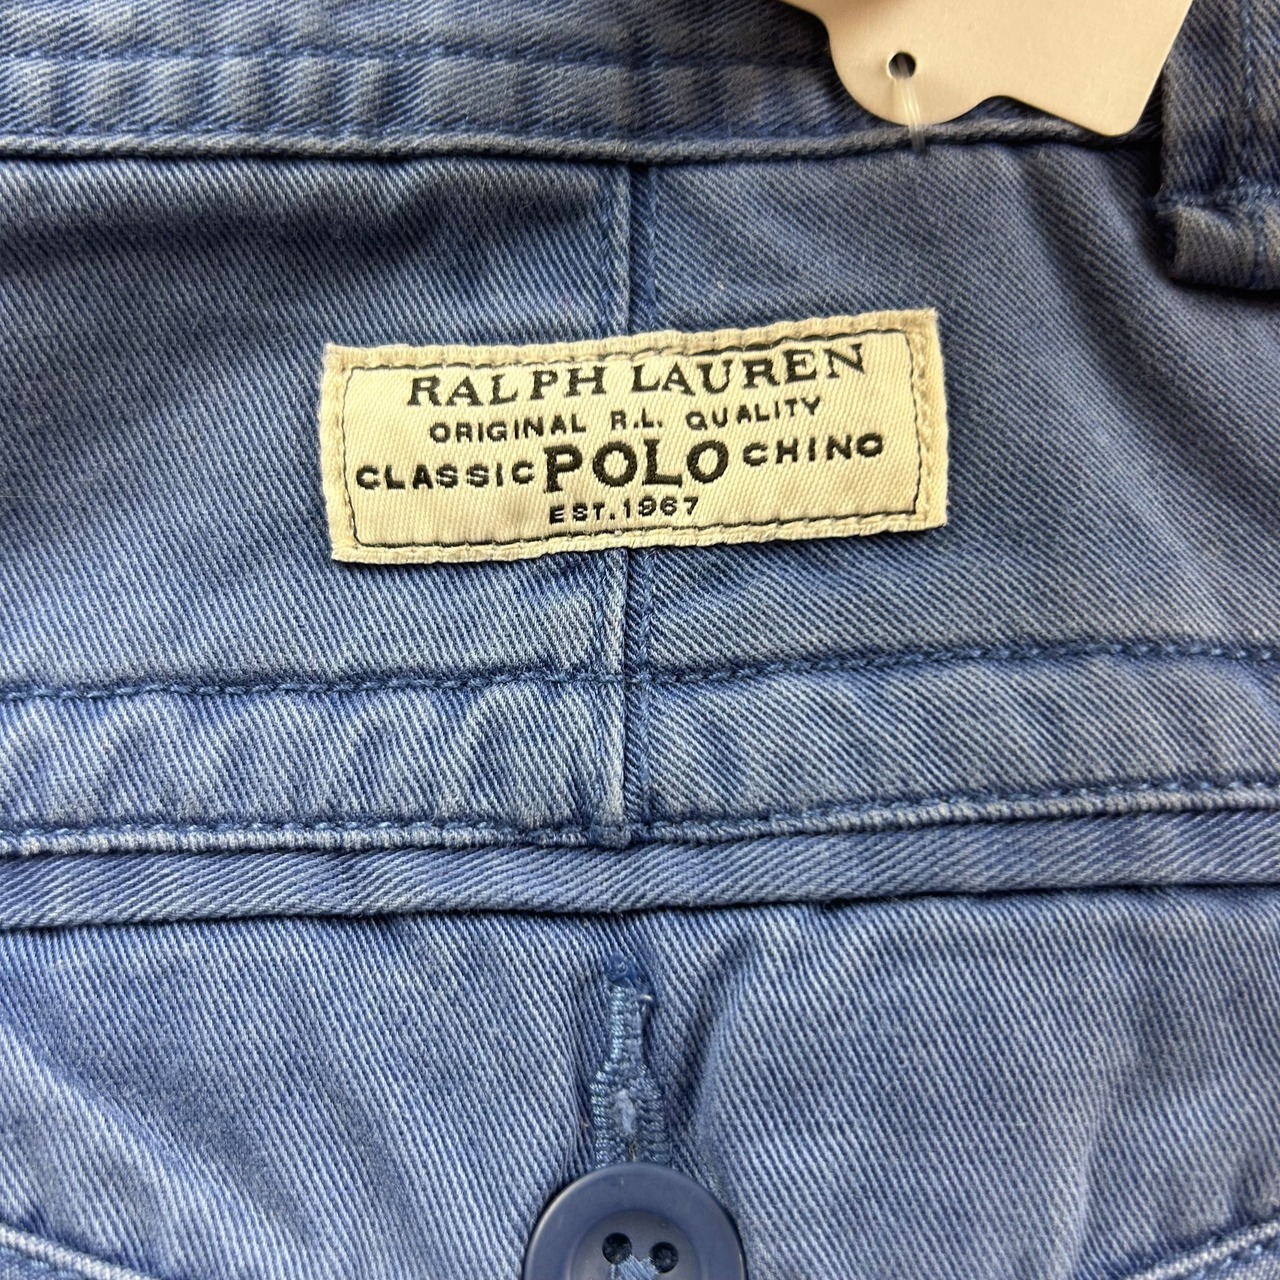 RALPH LAUREN
ORIGINAL R.L. QUALITY
CLASSIC POLO CHINO
EST.1967